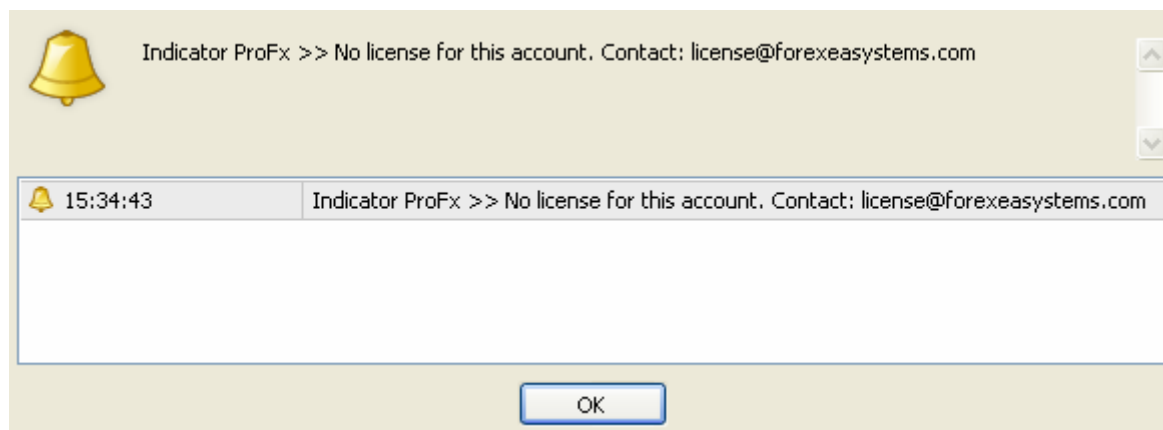 Indicator ProFx >> No license for this account. Contact: license@forexeasystems.com
15:34:43 Indicator ProFx >> No license for this account. Contact: license@forexeasystems.com
OK